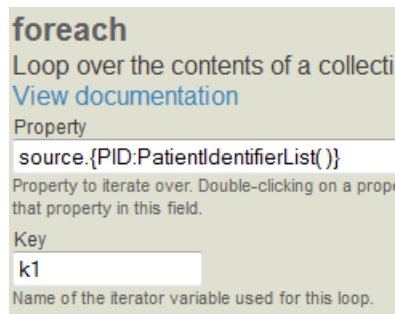 foreach
Loop over the contents of a collecti
View documentation
Property
source.{PID:PatientIdentifierList( )}
Property to iterate over. Double-clicking on a prope
that property in this field.
Key
k1
Name of the iterator variable used for this loop.